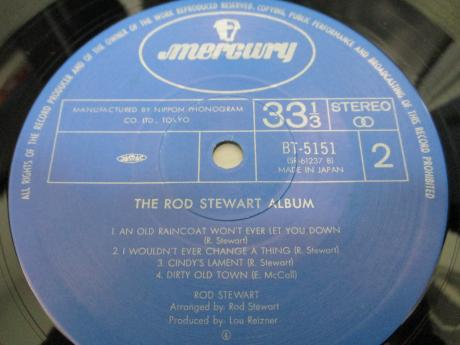 ALL RIGHTS OF THE RECORD PRODUCER AND OF THE OWNER OF THE WORK REPRODUCED RESERVED. COPYING, PUBLIC PERFORMANCE AND BROADCASTING OF THIS RECORD PROHIBITED
mercury
MANUFACTURED BY NIPPON PHONOGRAM
CO. LTD., TOKYO
33 1/3
STEREO
BT-5151
(SR-61237 B)
MADE IN JAPAN
2
THE ROD STEWART ALBUM
1. AN OLD RAINCOAT WON'T EVER LET YOU DOWN
(R. Stewart)
2. I WOULDN'T EVER CHANGE A THING (R. Stewart)
3. CINDY'S LAMENT (R. Stewart)
4. DIRTY OLD TOWN (E. McColl)
ROD STEWART
Arranged by: Rod Stewart
Produced by: Lou Reizner